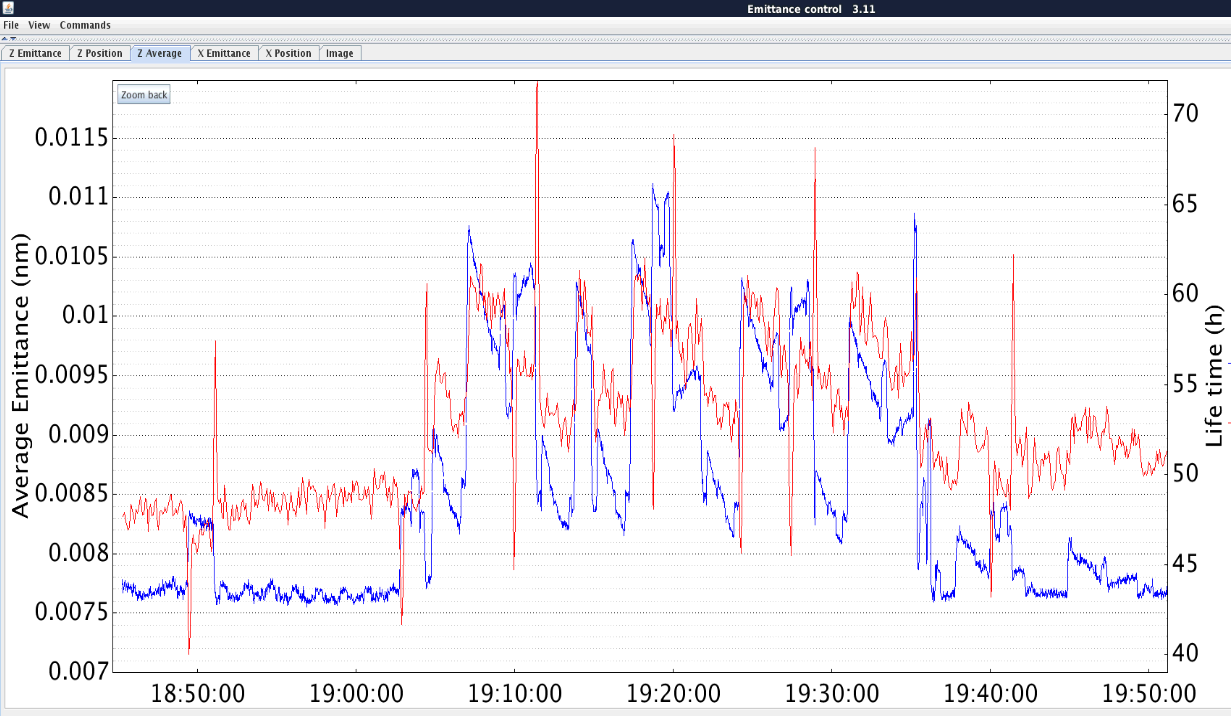 Emittance control 3.11
File View Commands
Z Emittance Z Position Z Average X Emittance X Position Image
Zoom back
Average Emittance (nm)
0.0115
0.011
0.0105
0.01
0.0095
0.009
0.0085
0.008
0.0075
0.007
70
65
60
55
50
45
40
Life time (h)
18:50:00 19:00:00 19:10:00 19:20:00 19:30:00 19:40:00 19:50:00